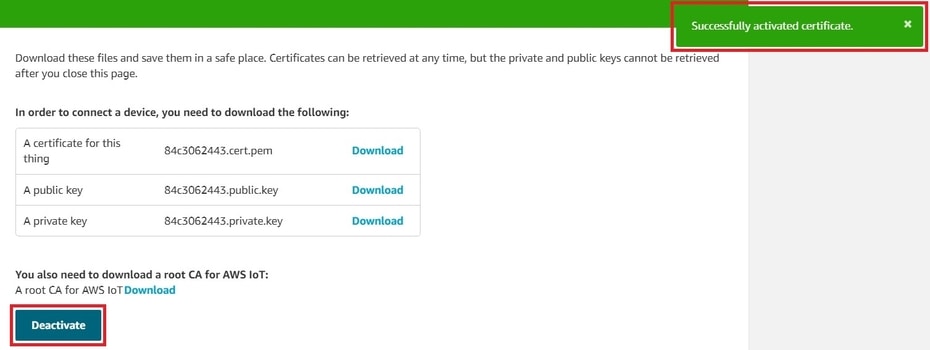 Successfully activated certificate. ×
Download these files and save them in a safe place. Certificates can be retrieved at any time, but the private and public keys cannot be retrieved
after you close this page.
In order to connect a device, you need to download the following:
A certificate for this
thing 84c3062443.cert.pem Download
A public key 84c3062443.public.key Download
A private key 84c3062443.private.key Download
You also need to download a root CA for AWS IoT:
A root CA for AWS IoT Download
Deactivate